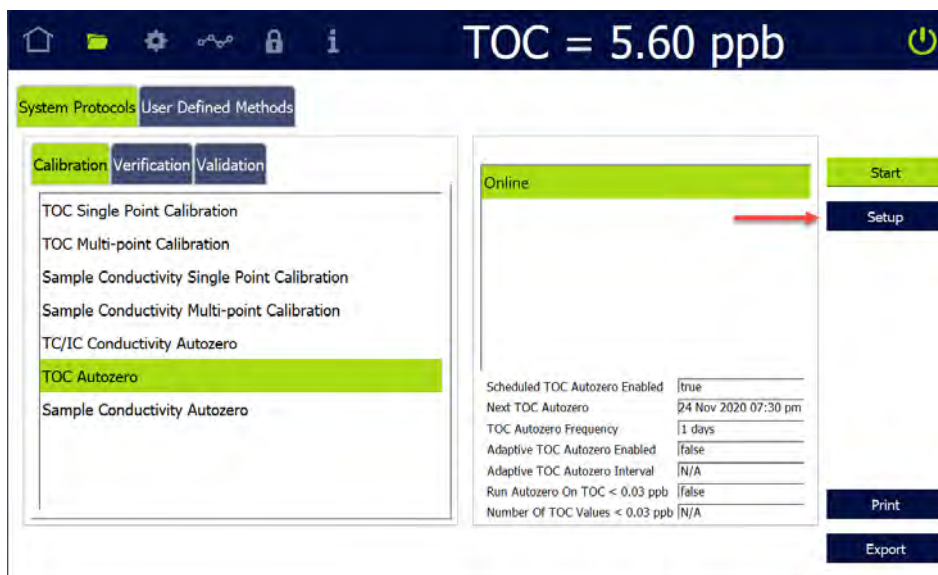 TOC = 5.60 ppb
System Protocols User Defined Methods
Calibration Verification Validation
TOC Single Point Calibration
TOC Multi-point Calibration
Sample Conductivity Single Point Calibration
Sample Conductivity Multi-point Calibration
TC/IC Conductivity Autozero
TOC Autozero
Sample Conductivity Autozero
Online
Scheduled TOC Autozero Enabled true
Next TOC Autozero 24 Nov 2020 07:30 pm
TOC Autozero Frequency 1 days
Adaptive TOC Autozero Enabled false
Adaptive TOC Autozero Interval N/A
Run Autozero On TOC < 0.03 ppb false
Number Of TOC Values < 0.03 ppb N/A
Start
Setup
Print
Export